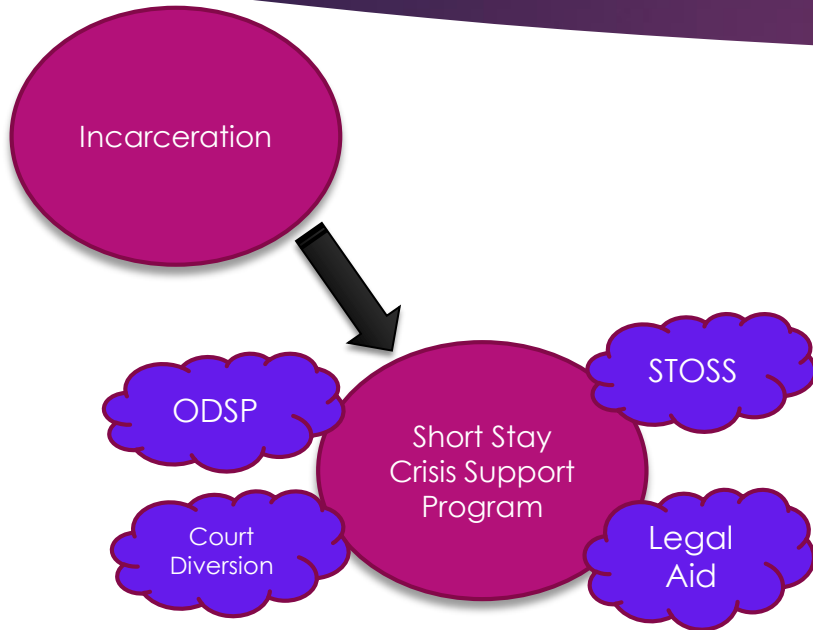 Incarceration
STOSS
ODSP
Short Stay
Crisis Support
Program
Court
Diversion
Legal
Aid